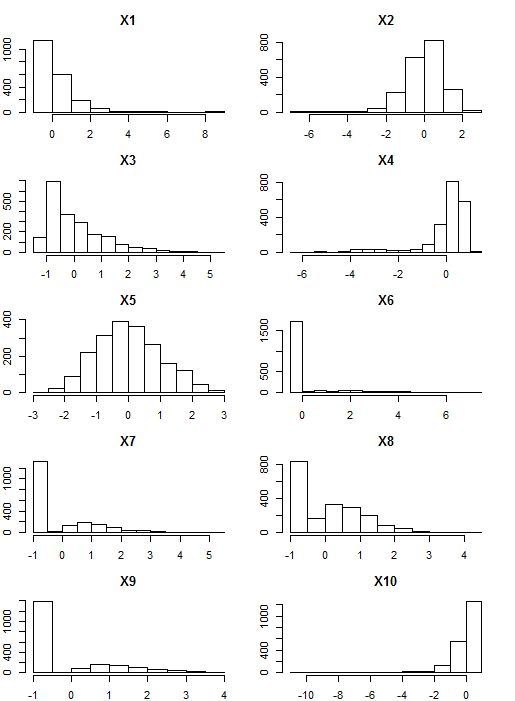 X1
0 400 1000
0 2 4 6 8
X2
0 400 800
-6 -4 -2 0 2
X3
0 200 500
-1 0 1 2 3 4 5
X4
0 400 800
-6 -4 -2 0
X5
0 200 400
-3 -2 -1 0 1 2 3
X6
0 500 1500
0 2 4 6
X7
0 400 1000
-1 0 1 2 3 4 5
X8
0 400 800
-1 0 1 2 3 4
X9
0 400 1000
-1 0 1 2 3 4
X10
0 400 1000
-10 -8 -6 -4 -2 0